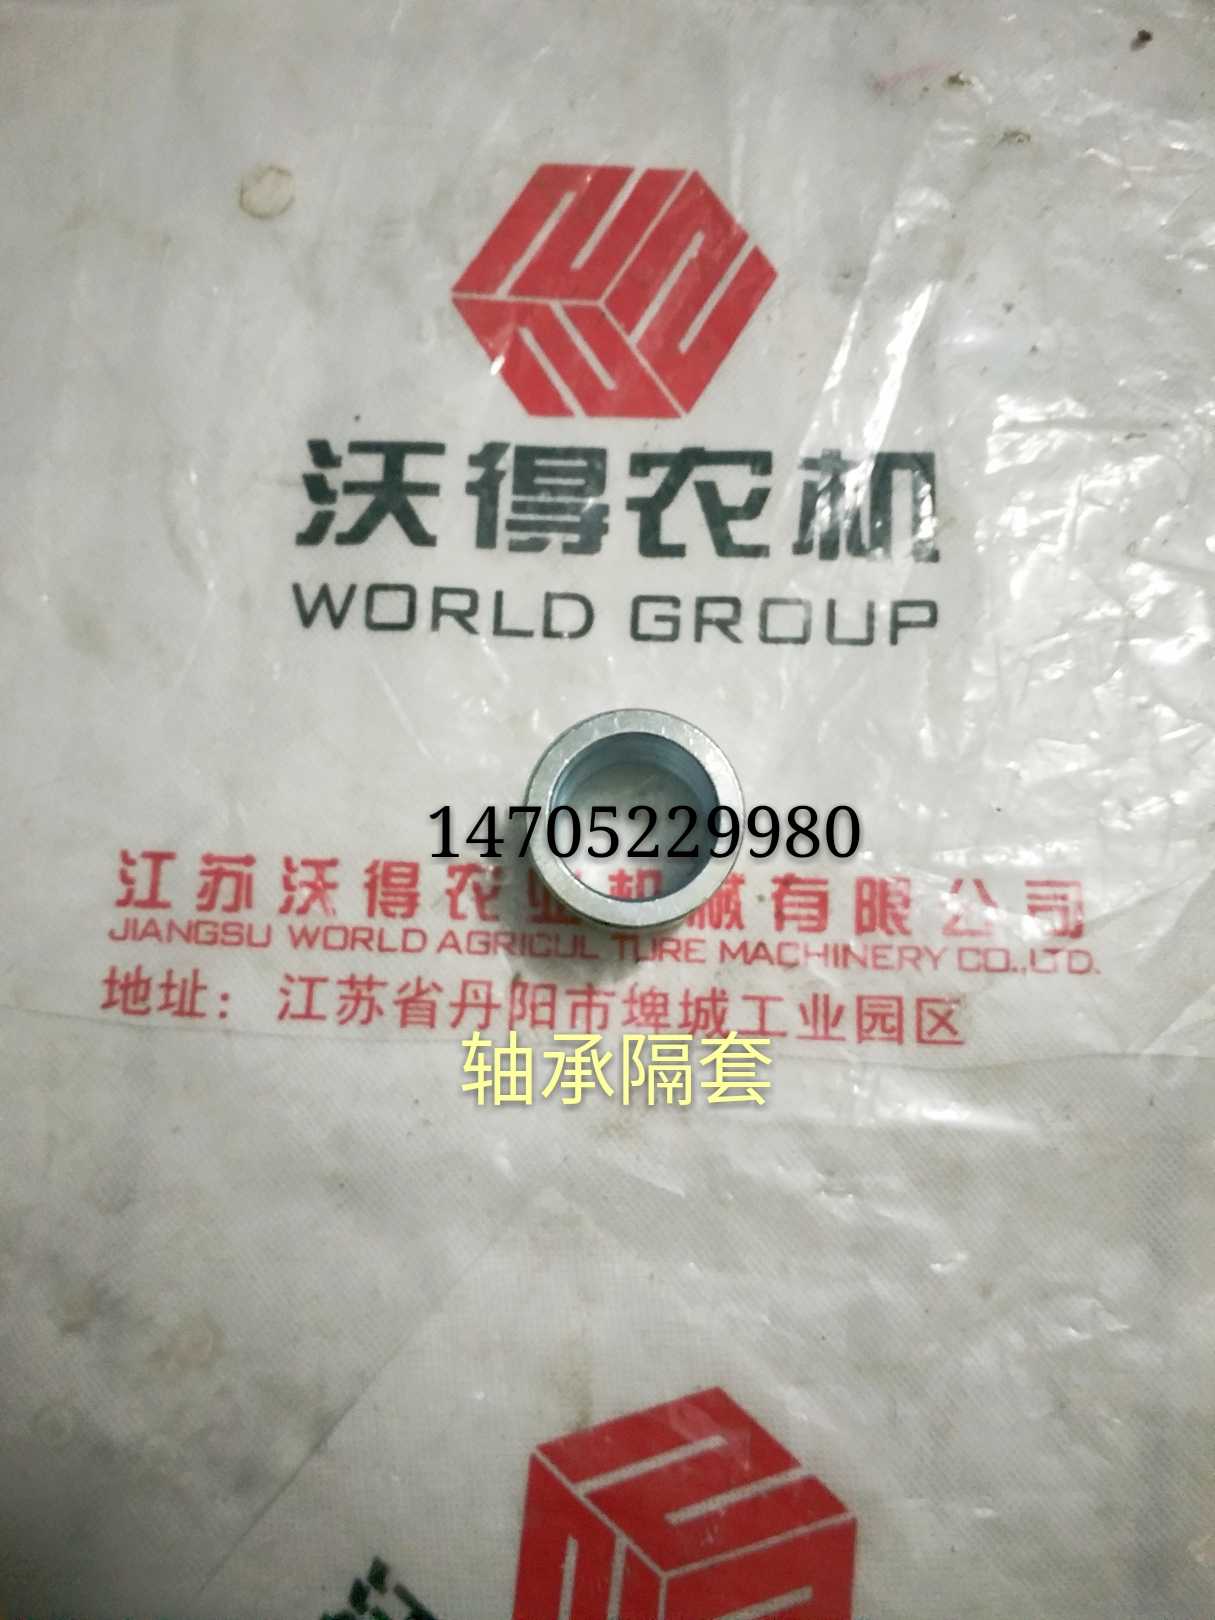 沃得农机
WORLD GROUP
14705229980
江苏沃得农业机械有限公司
JIANGSU WORLD AGRICUL TURE MACHINERY CO.,LTD.
地址：江苏省丹阳市埤城工业园区
轴承隔套